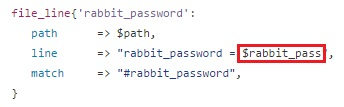 file_line{'rabbit_password':
path => $path,
line => "rabbit_password = $rabbit_pass",
match => "#rabbit_password",
}